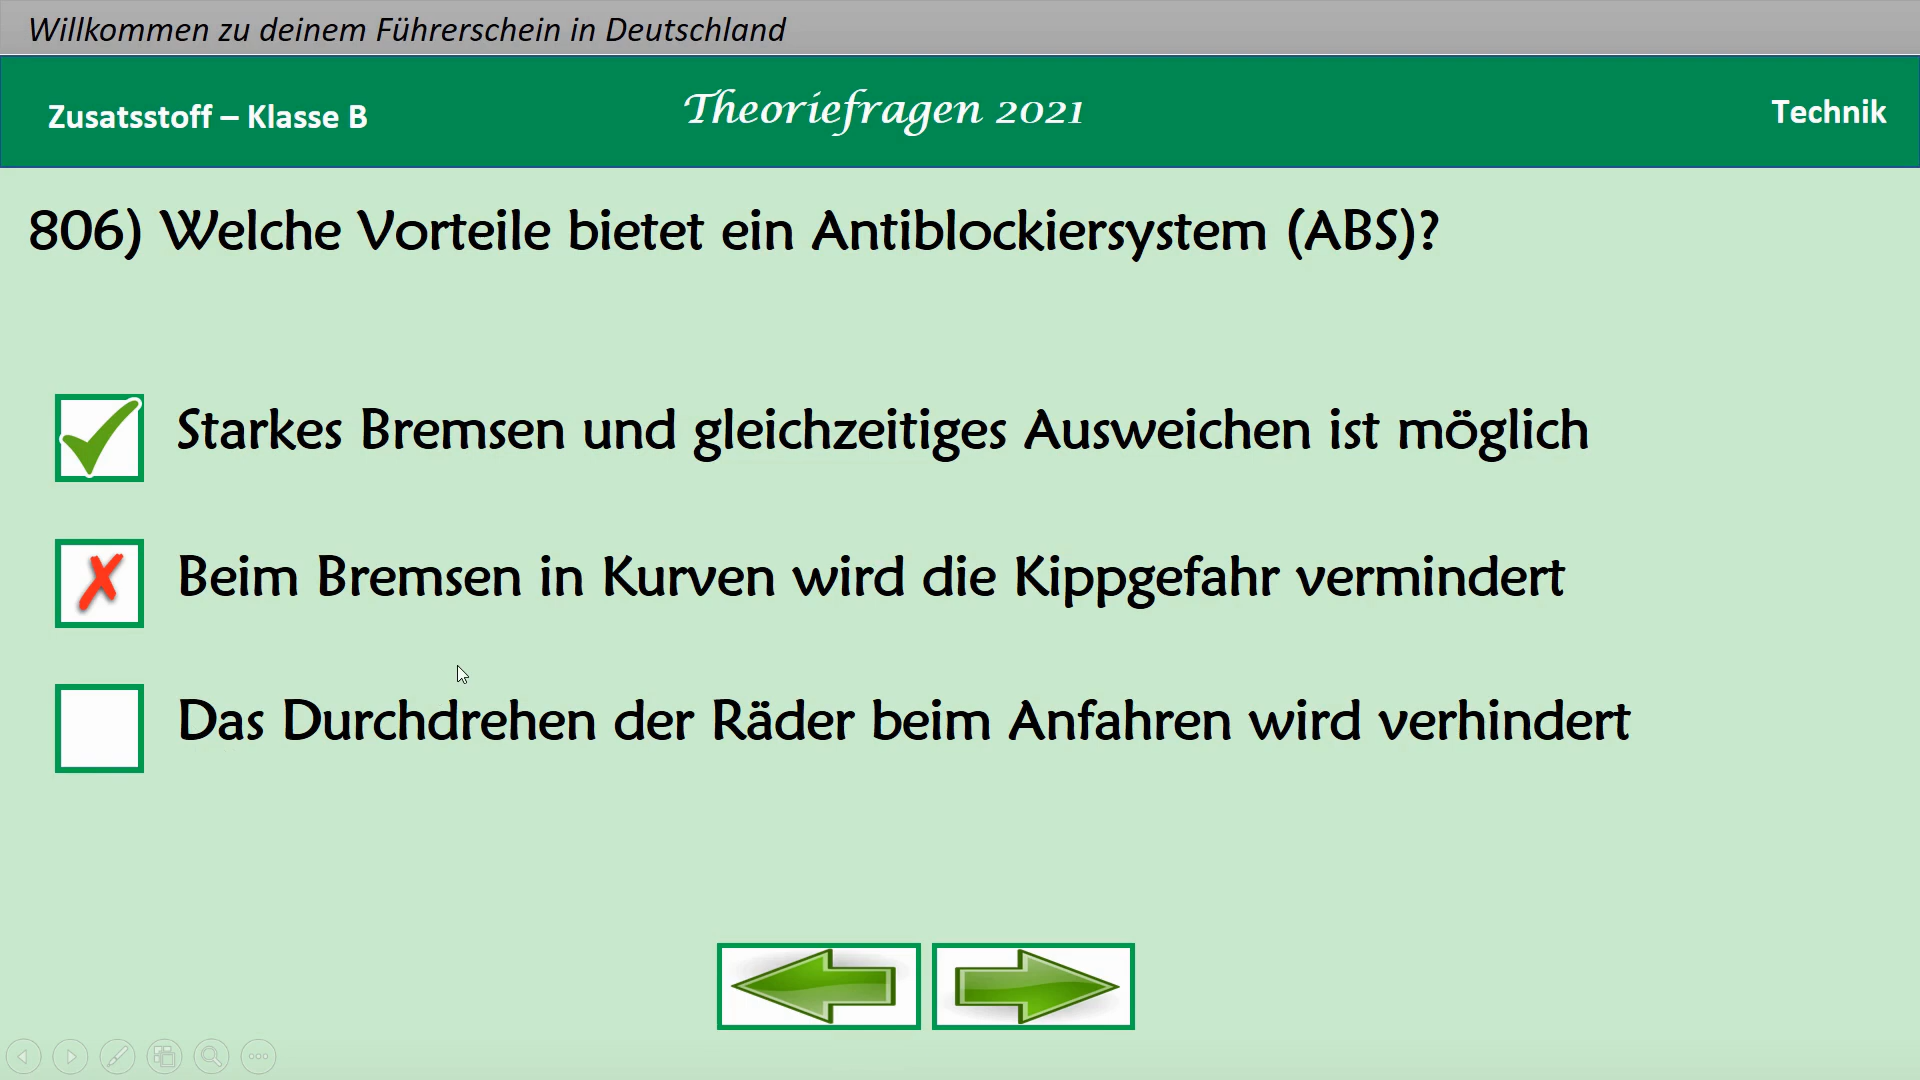 Willkommen zu deinem Führerschein in Deutschland
Zusatsstoff – Klasse B
Theoriefragen 2021
Technik
806) Welche Vorteile bietet ein Antiblockiersystem (ABS)?
Starkes Bremsen und gleichzeitiges Ausweichen ist möglich
Beim Bremsen in Kurven wird die Kippgefahr vermindert
Das Durchdrehen der Räder beim Anfahren wird verhindert